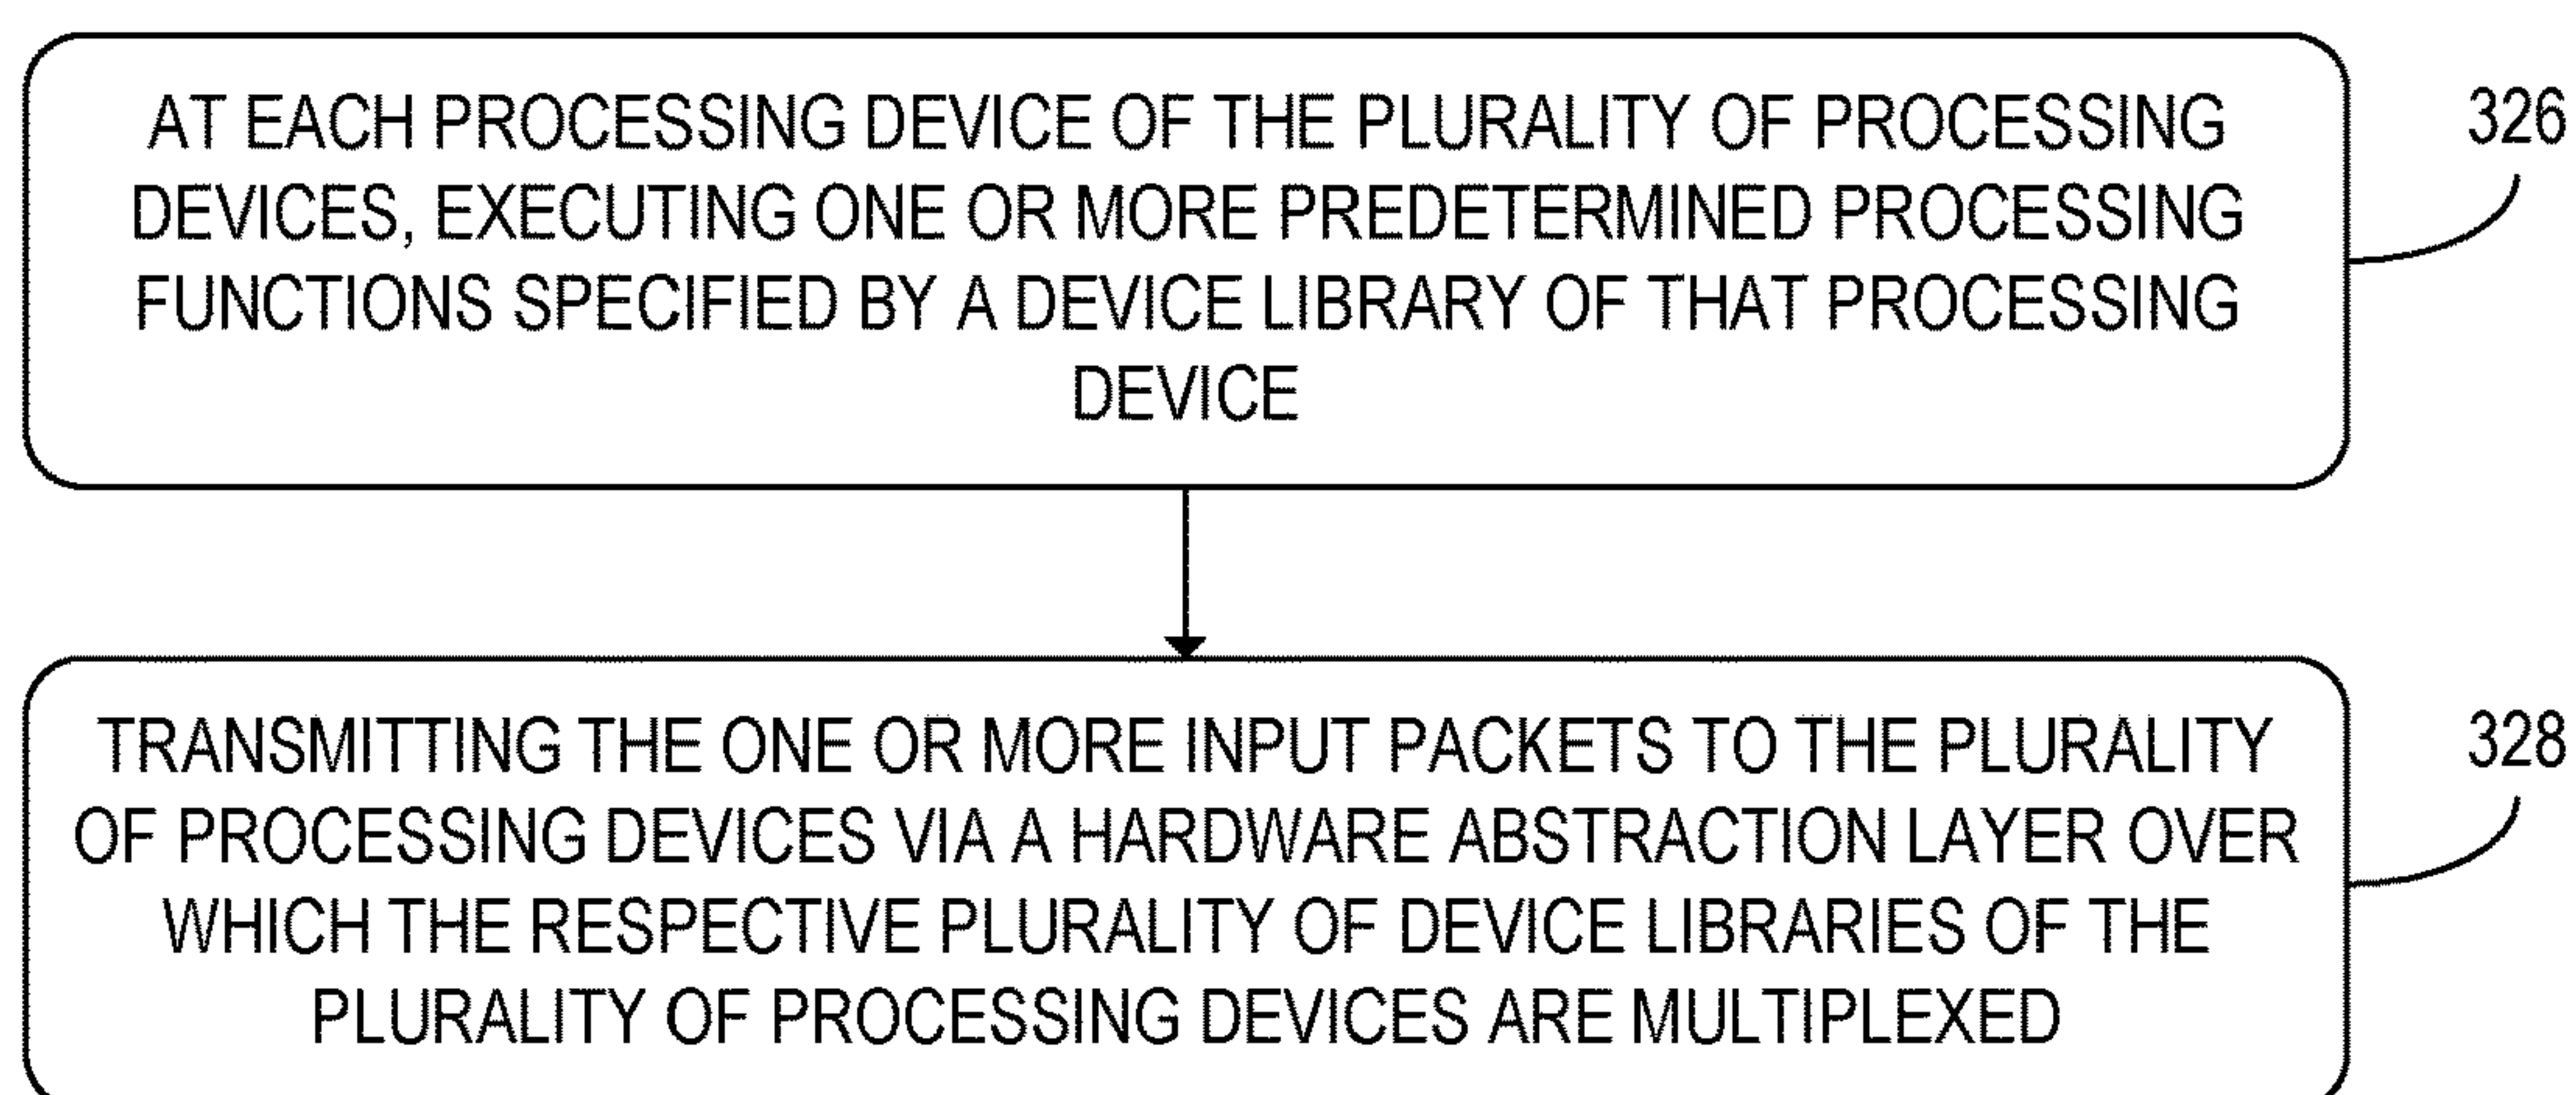 AT EACH PROCESSING DEVICE OF THE PLURALITY OF PROCESSING
DEVICES, EXECUTING ONE OR MORE PREDETERMINED PROCESSING
FUNCTIONS SPECIFIED BY A DEVICE LIBRARY OF THAT PROCESSING
DEVICE
326
TRANSMITTING THE ONE OR MORE INPUT PACKETS TO THE PLURALITY
OF PROCESSING DEVICES VIA A HARDWARE ABSTRACTION LAYER OVER
WHICH THE RESPECTIVE PLURALITY OF DEVICE LIBRARIES OF THE
PLURALITY OF PROCESSING DEVICES ARE MULTIPLEXED
328